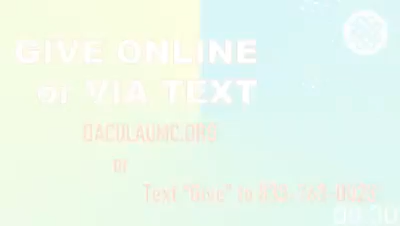 GIVE ONLINE
or VIA TEXT
DACULAUMC.ORG
or
Text "Give" to